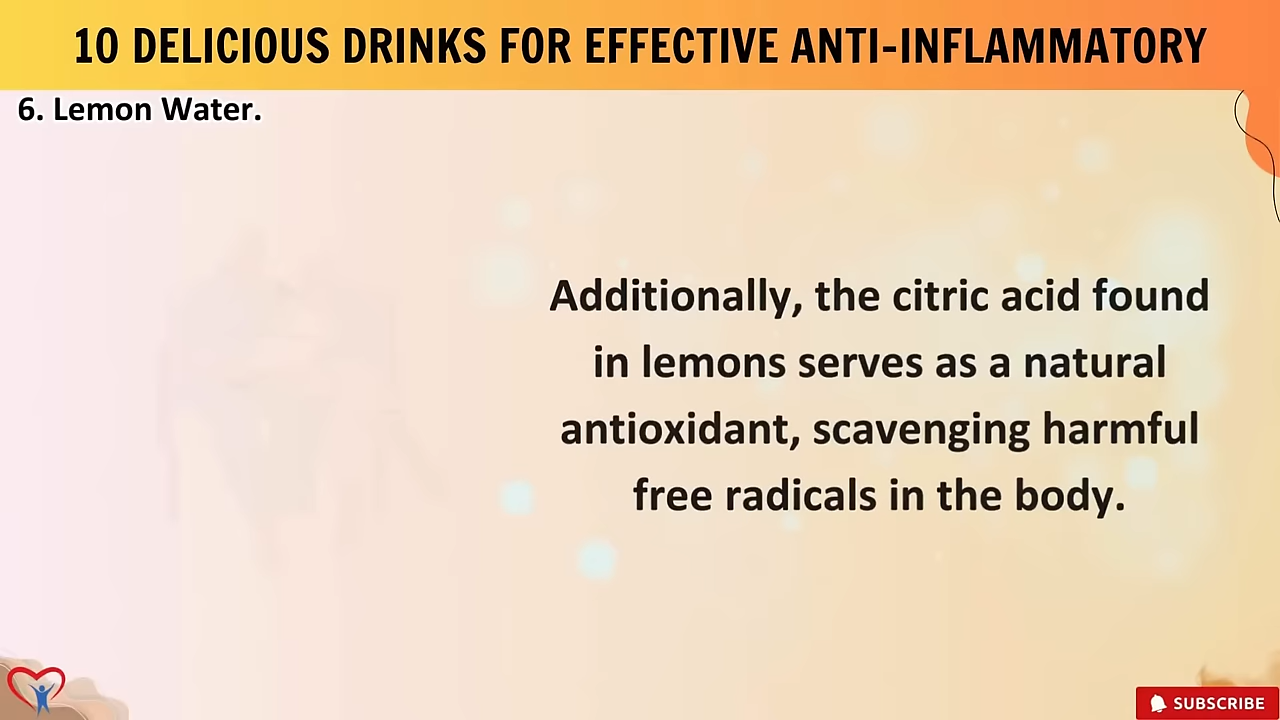 10 DELICIOUS DRINKS FOR EFFECTIVE ANTI-INFLAMMATORY
6. Lemon Water.
Additionally, the citric acid found
in lemons serves as a natural
antioxidant, scavenging harmful
free radicals in the body.
SUBSCRIBE